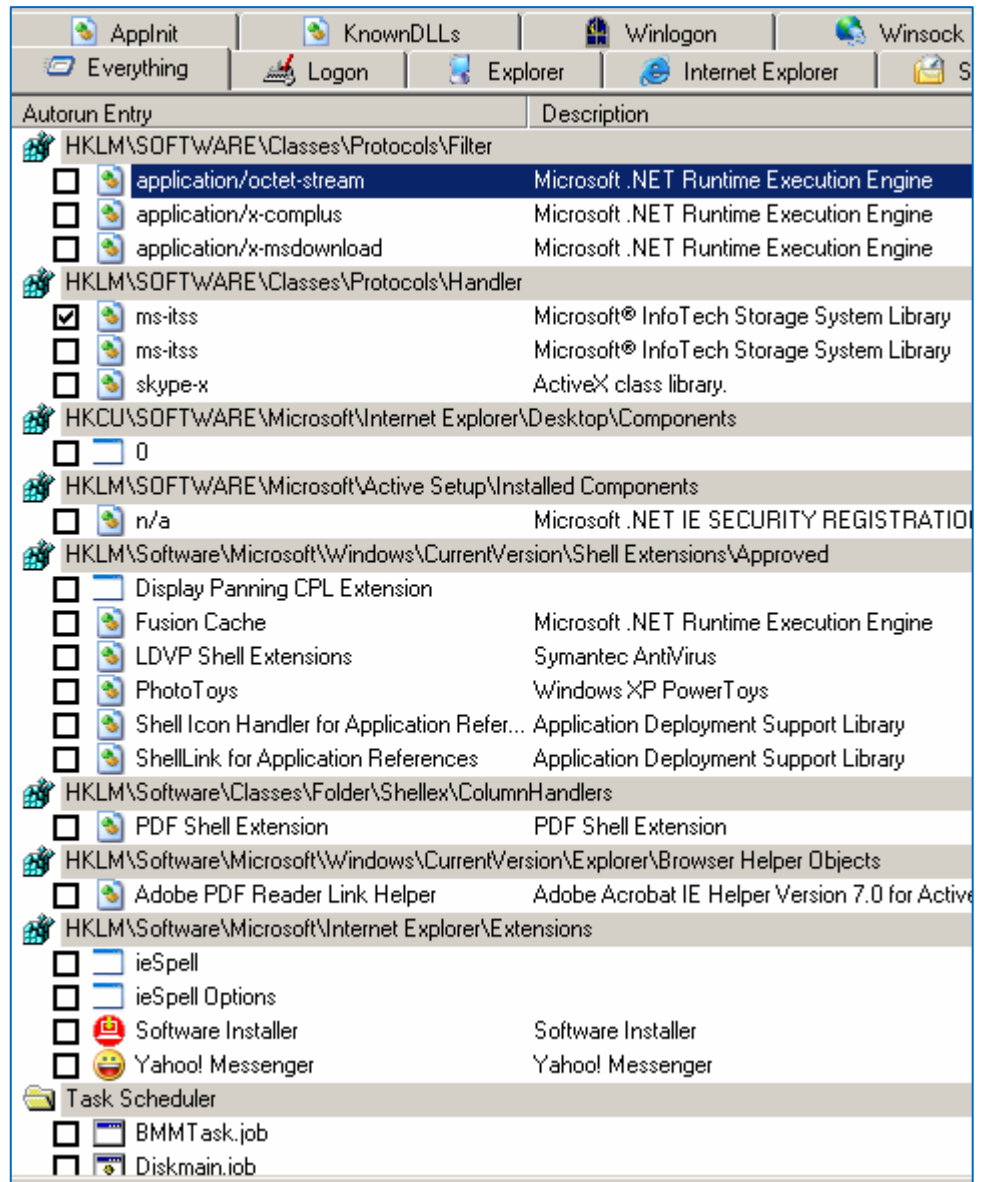 AppInit KnownDLLs Winlogon Winsock
Everything Logon Explorer Internet Explorer S
Autorun Entry Description
HKLM\SOFTWARE\Classes\Protocols\Filter
application/octet-stream Microsoft .NET Runtime Execution Engine
application/x-complus Microsoft .NET Runtime Execution Engine
application/x-msdownload Microsoft .NET Runtime Execution Engine
HKLM\SOFTWARE\Classes\Protocols\Handler
ms-itss Microsoft® InfoTech Storage System Library
ms-itss Microsoft® InfoTech Storage System Library
skype-x ActiveX class library.
HKCU\SOFTWARE\Microsoft\Internet Explorer\Desktop\Components
0
HKLM\SOFTWARE\Microsoft\Active Setup\Installed Components
n/a Microsoft .NET IE SECURITY REGISTRATIO
HKLM\Software\Microsoft\Windows\CurrentVersion\Shell Extensions\Approved
Display Panning CPL Extension
Fusion Cache Microsoft .NET Runtime Execution Engine
LDVP Shell Extensions Symantec AntiVirus
PhotoToys Windows XP PowerToys
Shell Icon Handler for Application Refer... Application Deployment Support Library
ShellLink for Application References Application Deployment Support Library
HKLM\Software\Classes\Folder\Shellex\ColumnHandlers
PDF Shell Extension PDF Shell Extension
HKLM\Software\Microsoft\Windows\CurrentVersion\Explorer\Browser Helper Objects
Adobe PDF Reader Link Helper Adobe Acrobat IE Helper Version 7.0 for Active
HKLM\Software\Microsoft\Internet Explorer\Extensions
ieSpell
ieSpell Options
Software Installer Software Installer
Yahoo! Messenger Yahoo! Messenger
Task Scheduler
BMMTask.job
Diskmain.job